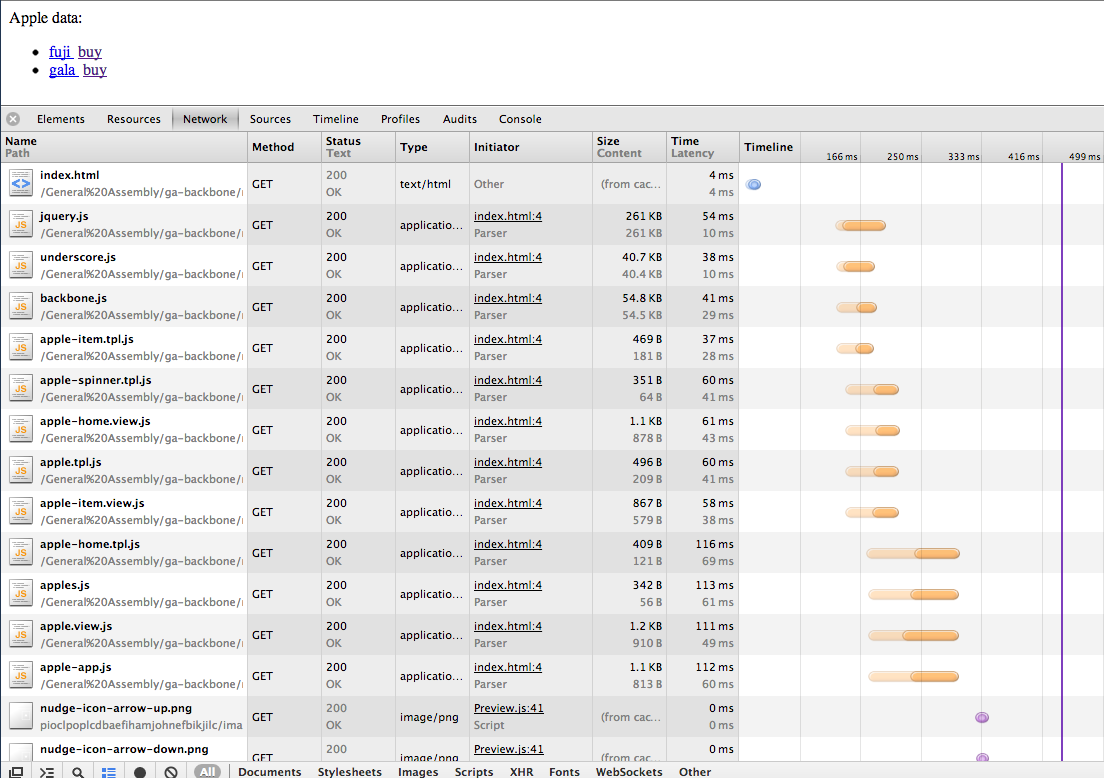 Apple data:
fuji buy
gala buy
Elements Resources Network Sources Timeline Profiles Audits Console
Name Path Method Status Text Type Initiator Size Content Time Latency Timeline 166 ms 250 ms 333 ms 416 ms 499 ms
index.html 200 4 ms
/General%20Assembly/ga-backbone/ GET OK text/html Other (from cac... 4 ms
jquery.js 200 index.html:4 261 KB 54 ms
/General%20Assembly/ga-backbone/ GET OK applicatio... Parser 261 KB 10 ms
underscore.js 200 index.html:4 40.7 KB 38 ms
/General%20Assembly/ga-backbone/ GET OK applicatio... Parser 40.4 KB 10 ms
backbone.js 200 index.html:4 54.8 KB 41 ms
/General%20Assembly/ga-backbone/ GET OK applicatio... Parser 54.5 KB 29 ms
apple-item.tpl.js 200 index.html:4 469 B 37 ms
/General%20Assembly/ga-backbone/ GET OK applicatio... Parser 181 B 28 ms
apple-spinner.tpl.js 200 index.html:4 351 B 60 ms
/General%20Assembly/ga-backbone/ GET OK applicatio... Parser 64 B 41 ms
apple-home.view.js 200 index.html:4 1.1 KB 61 ms
/General%20Assembly/ga-backbone/ GET OK applicatio... Parser 878 B 43 ms
apple.tpl.js 200 index.html:4 496 B 60 ms
/General%20Assembly/ga-backbone/ GET OK applicatio... Parser 209 B 41 ms
apple-item.view.js 200 index.html:4 867 B 58 ms
/General%20Assembly/ga-backbone/ GET OK applicatio... Parser 579 B 38 ms
apple-home.tpl.js 200 index.html:4 409 B 116 ms
/General%20Assembly/ga-backbone/ GET OK applicatio... Parser 121 B 69 ms
apples.js 200 index.html:4 342 B 113 ms
/General%20Assembly/ga-backbone/ GET OK applicatio... Parser 56 B 61 ms
apple.view.js 200 index.html:4 1.2 KB 111 ms
/General%20Assembly/ga-backbone/ GET OK applicatio... Parser 910 B 49 ms
apple-app.js 200 index.html:4 1.1 KB 112 ms
/General%20Assembly/ga-backbone/ GET OK applicatio... Parser 813 B 60 ms
nudge-icon-arrow-up.png 200 Preview.js:41 0 ms
pioclpoplcdbaefihamjohnefbikjilc/ima GET OK image/png Script (from cac... 0 ms
nudge-icon-arrow-down.png 200 Preview.js:41 0 ms
GET image/png (from cac...
All Documents Stylesheets Images Scripts XHR Fonts WebSockets Other